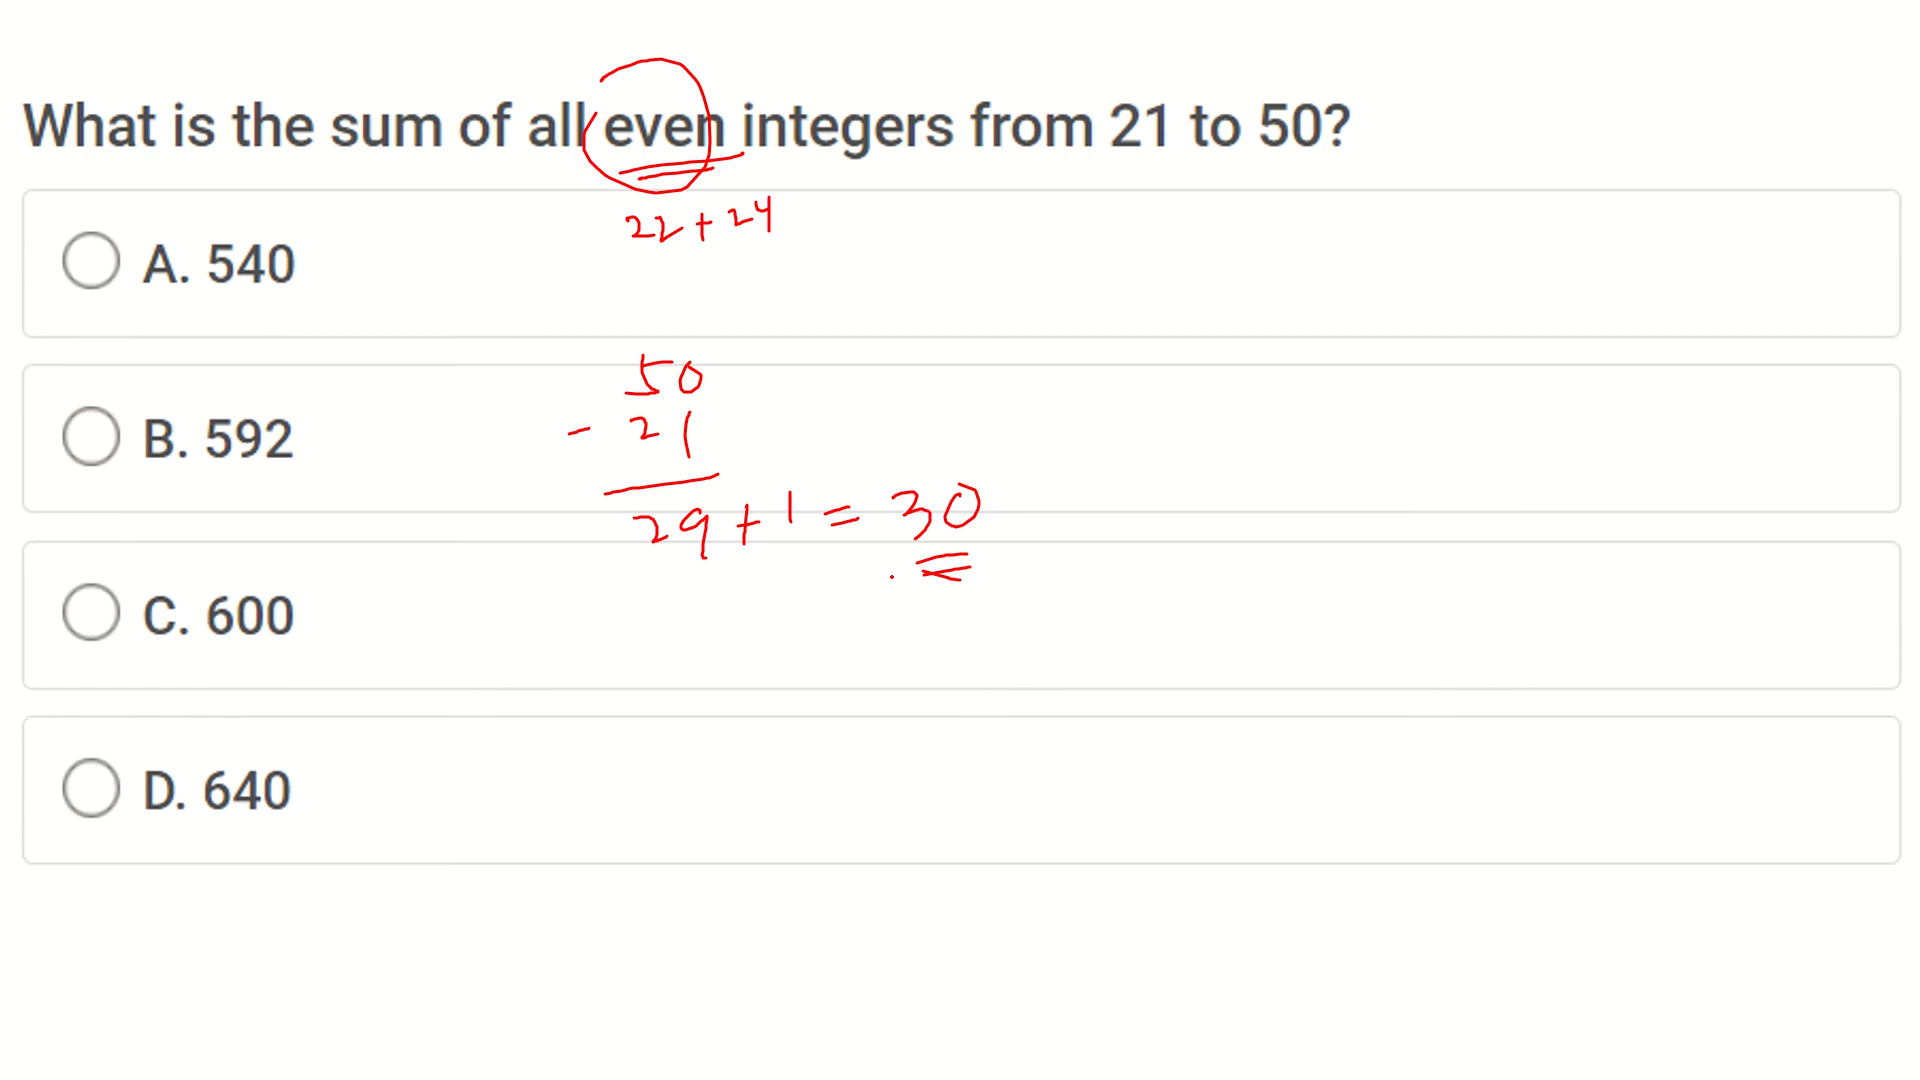 What is the sum of all even integers from 21 to 50?
22 + 24
A. 540
50
- 21
B. 592
29 + 1 = 30
C. 600
D. 640